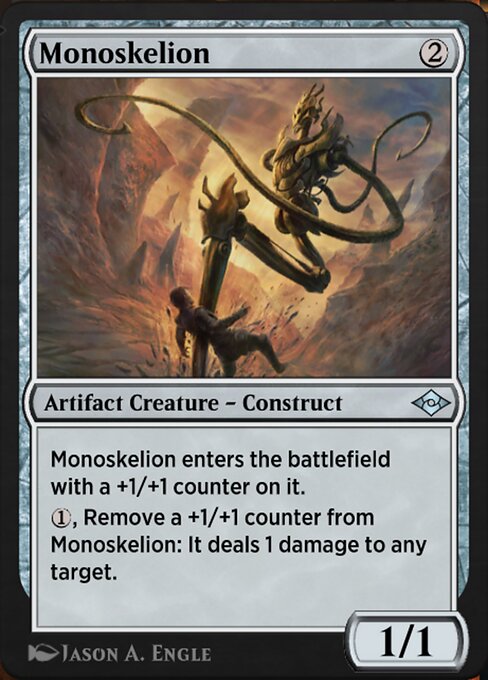 Monoskelion 2
Artifact Creature – Construct
Monoskelion enters the battlefield
with a +1/+1 counter on it.
1, Remove a +1/+1 counter from
Monoskelion: It deals 1 damage to any
target.
1/1
Jason A. Engle